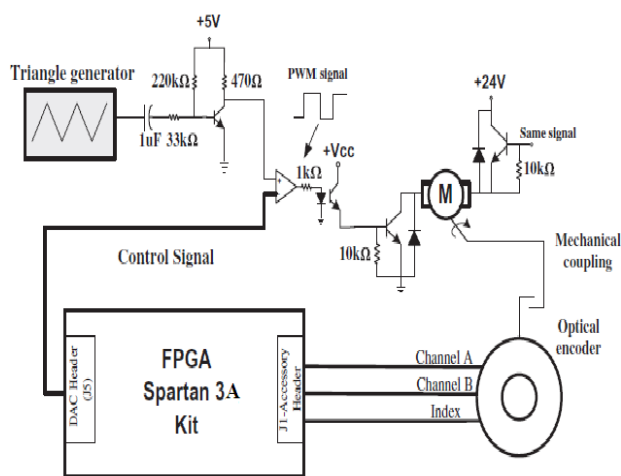 +5V
Triangle generator
220kΩ
470Ω
PWM signal
+24V
1uF 33kΩ
Same signal
+Vcc
1kΩ
10kΩ
+
-
M
Control Signal
10kΩ
Mechanical
coupling
Optical
encoder
DAC Header
(J5)
FPGA
Spartan 3A
Kit
J1-Accessory
Header
Channel A
Channel B
Index